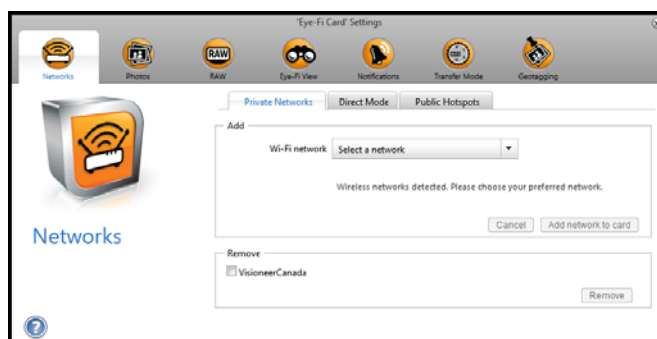 'Eye-Fi Card' Settings
Networks
Photos
RAW
RAW
Eye-Fi View
Notifications
Transfer Mode
Geotagging
Private Networks
Direct Mode
Public Hotspots
Add
Wi-Fi network
Select a network
Wireless networks detected. Please choose your preferred network.
Cancel
Add network to card
Networks
Remove
VisioneerCanada
Remove
?